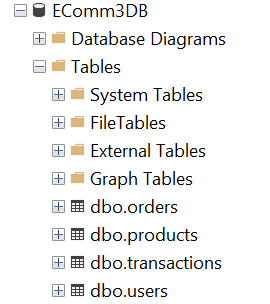 EComm3DB
Database Diagrams
Tables
System Tables
FileTables
External Tables
Graph Tables
dbo.orders
dbo.products
dbo.transactions
dbo.users